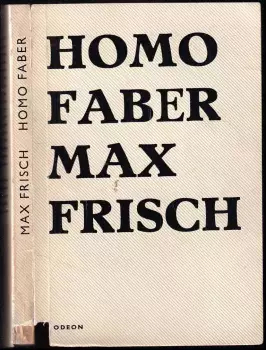 MAX FRISCH HOMO FABER
HOMO
FABER
MAX
FRISCH
ODEON